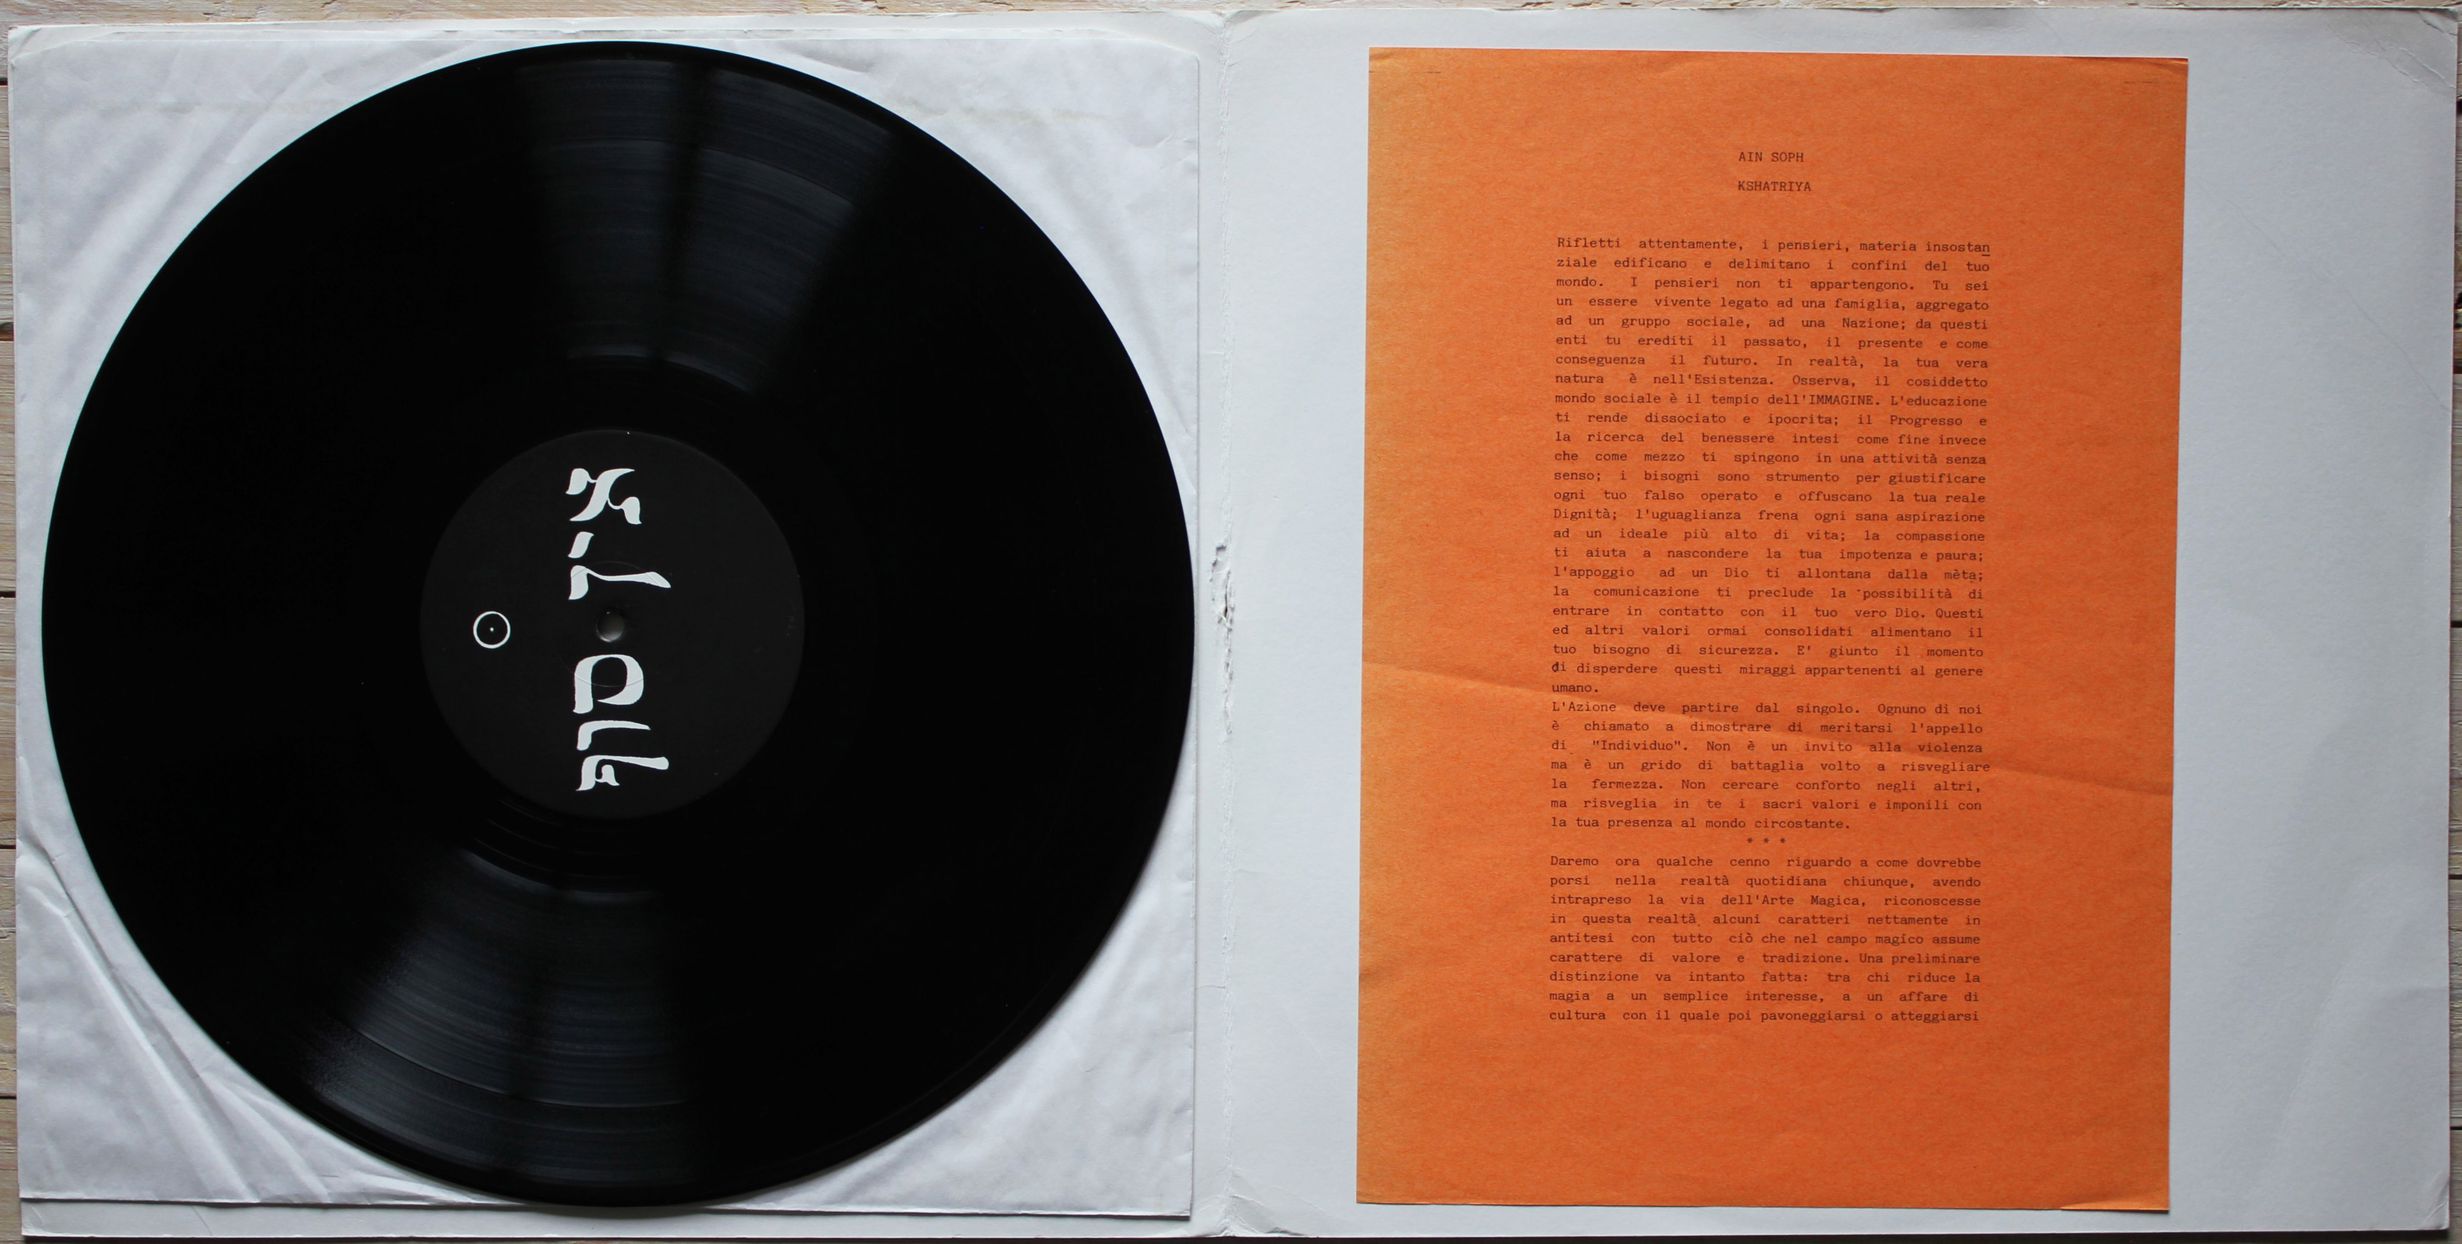 אין סוף
AIN SOPH
KSHATRIYA
Rifletti attentamente, i pensieri, materia insostan
ziale edificano e delimitano i confini del tuo
mondo. I pensieri non ti appartengono. Tu sei
un essere vivente legato ad una famiglia, aggregato
ad un gruppo sociale, ad una Nazione; da questi
enti tu erediti il passato, il presente e come
conseguenza il futuro. In realtà, la tua vera
natura è nell'Esistenza. Osserva, il cosiddetto
mondo sociale è il tempio dell'IMMAGINE. L'educazione
ti rende dissociato e ipocrita; il Progresso e
la ricerca del benessere intesi come fine invece
che come mezzo ti spingono in una attività senza
senso; i bisogni sono strumento per giustificare
ogni tuo falso operato e offuscano la tua reale
Dignità; l'uguaglianza frena ogni sana aspirazione
ad un ideale più alto di vita; la compassione
ti aiuta a nascondere la tua impotenza e paura;
l'appoggio ad un Dio ti allontana dalla mèta;
la comunicazione ti preclude la possibilità di
entrare in contatto con il tuo vero Dio. Questi
ed altri valori ormai consolidati alimentano il
tuo bisogno di sicurezza. E' giunto il momento
di disperdere questi miraggi appartenenti al genere
umano.
L'Azione deve partire dal singolo. Ognuno di noi
è chiamato a dimostrare di meritarsi l'appello
di "Individuo". Non è un invito alla violenza
ma è un grido di battaglia volto a risvegliare
la fermezza. Non cercare conforto negli altri,
ma risveglia in te i sacri valori e imponili con
la tua presenza al mondo circostante.
* * *
Daremo ora qualche cenno riguardo a come dovrebbe
porsi nella realtà quotidiana chiunque, avendo
intrapreso la via dell'Arte Magica, riconoscesse
in questa realtà alcuni caratteri nettamente in
antitesi con tutto ciò che nel campo magico assume
carattere di valore e tradizione. Una preliminare
distinzione va intanto fatta: tra chi riduce la
magia a un semplice interesse, a un affare di
cultura con il quale poi pavoneggiarsi o atteggiarsi